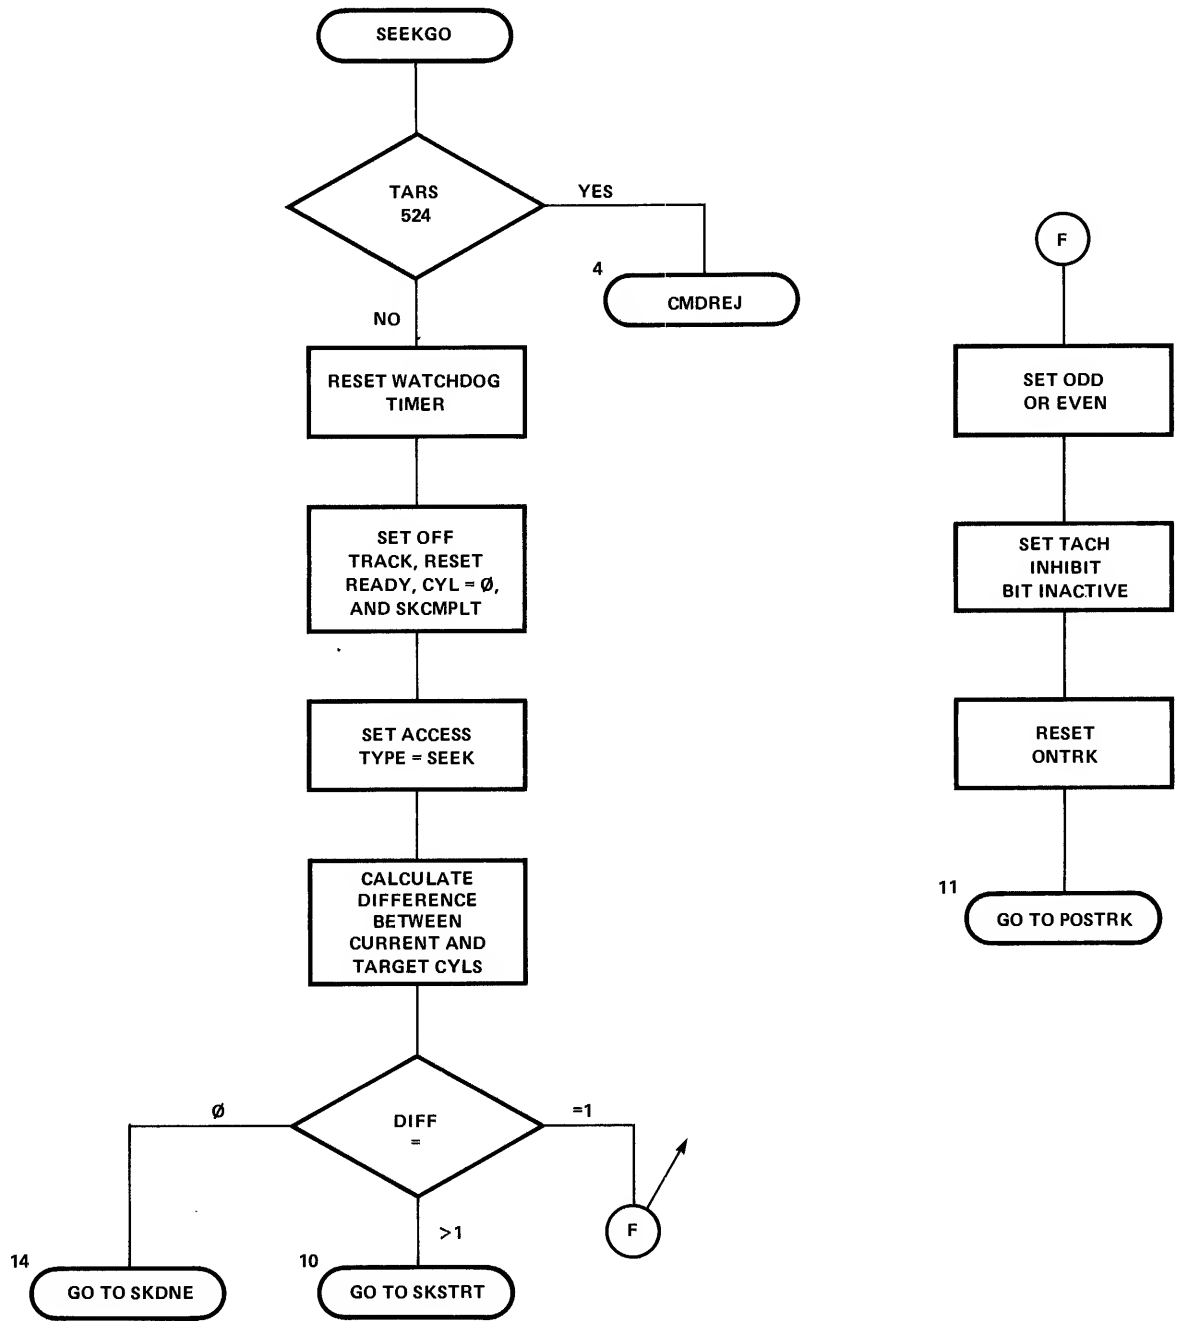 SEEKGO
TARS
524
YES
4
CMDREJ
NO
RESET WATCHDOG
TIMER
SET OFF
TRACK, RESET
READY, CYL = Ø,
AND SKCMPLT
SET ACCESS
TYPE = SEEK
CALCULATE
DIFFERENCE
BETWEEN
CURRENT AND
TARGET CYLS
DIFF
=
Ø
=1
>1
F
14
GO TO SKDNE
10
GO TO SKSTRT
F
SET ODD
OR EVEN
SET TACH
INHIBIT
BIT INACTIVE
RESET
ONTRK
11
GO TO POSTRK